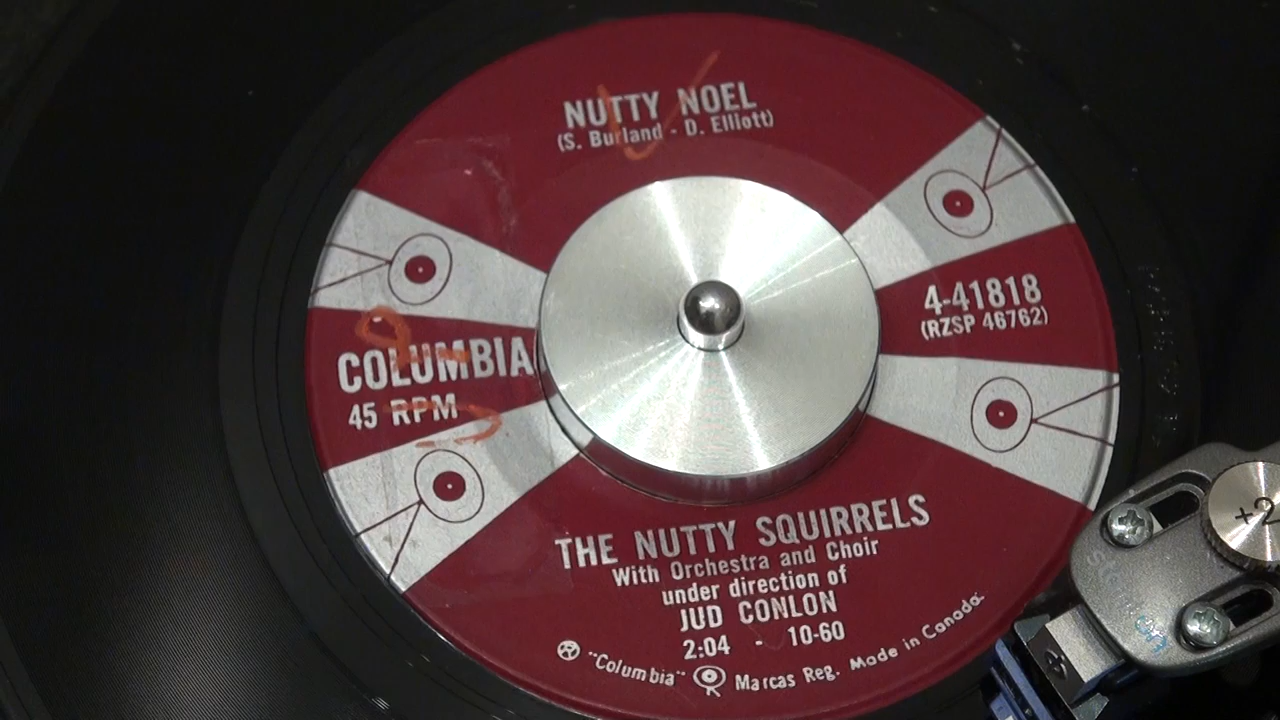 NUTTY NOEL
(S. Burland - D. Elliott)
4-41818
(RZSP 46762)
COLUMBIA
45 RPM
THE NUTTY SQUIRRELS
With Orchestra and Choir
under direction of
JUD CONLON
2:04 - 10-60
Ⓡ "Columbia" Marcas Reg. Made in Canada.
+2